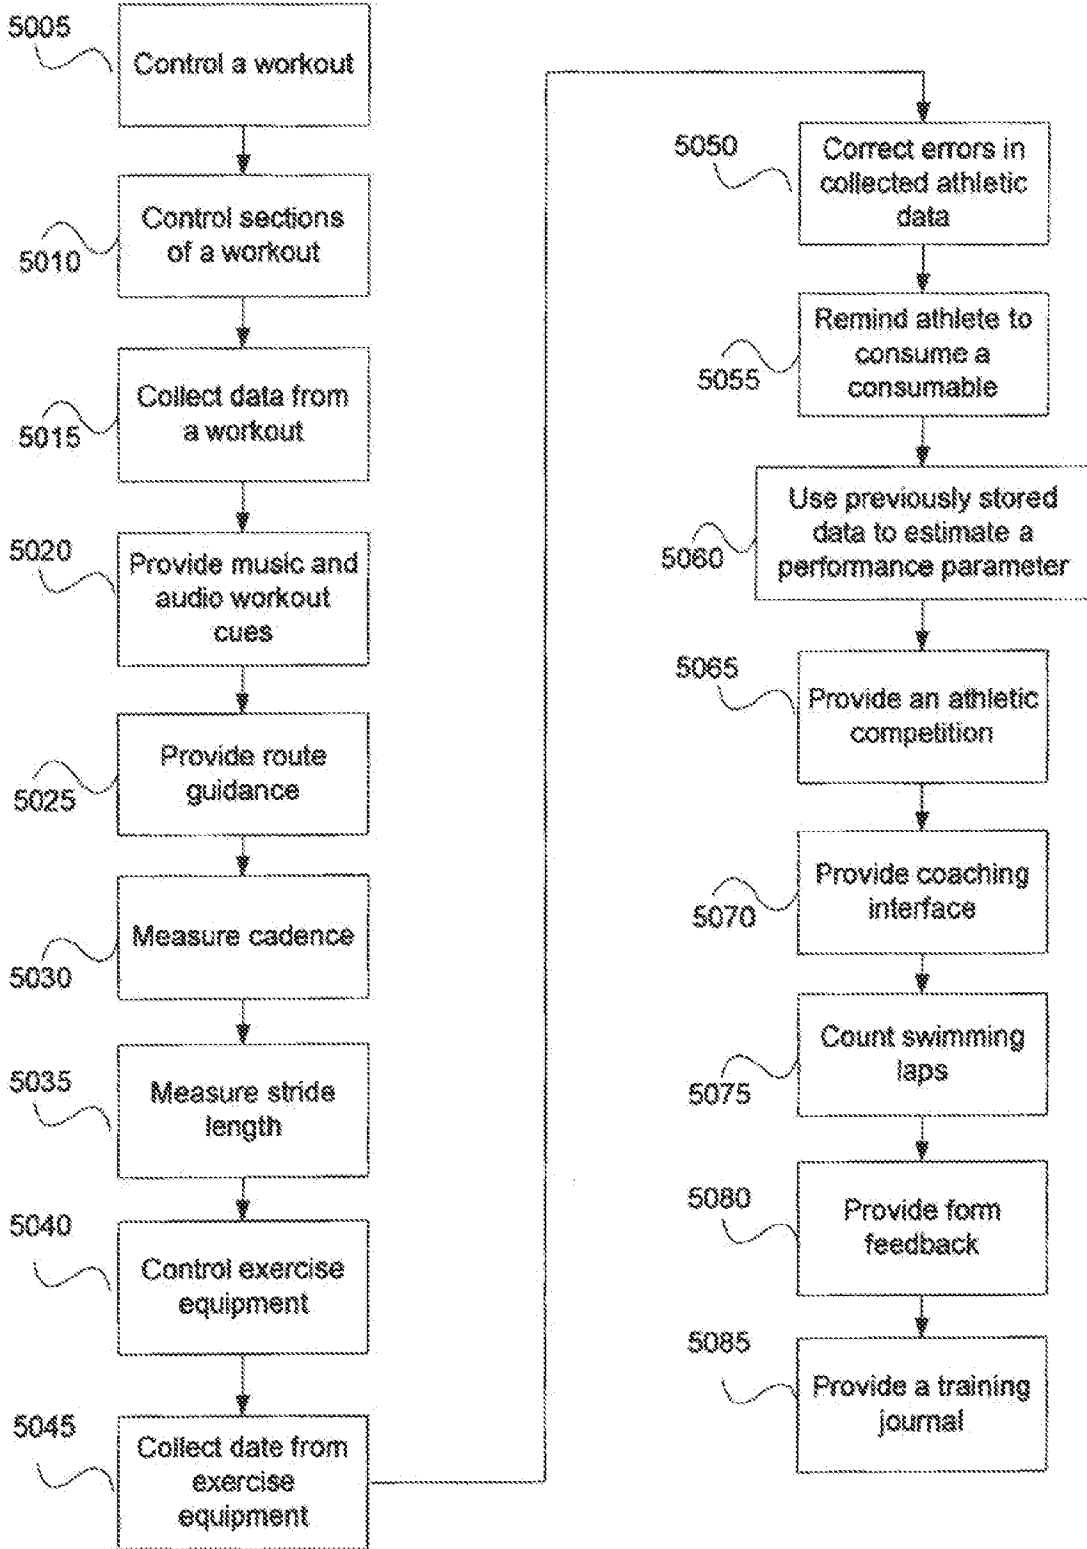 5005
Control a workout
5010
Control sections
of a workout
5015
Collect data from
a workout
5020
Provide music and
audio workout
cues
5025
Provide route
guidance
5030
Measure cadence
5035
Measure stride
length
5040
Control exercise
equipment
5045
Collect date from
exercise
equipment
5050
Correct errors in
collected athletic
data
5055
Remind athlete to
consume a
consumable
5060
Use previously stored
data to estimate a
performance parameter
5065
Provide an athletic
competition
5070
Provide coaching
interface
5075
Count swimming
laps
5080
Provide form
feedback
5085
Provide a training
journal